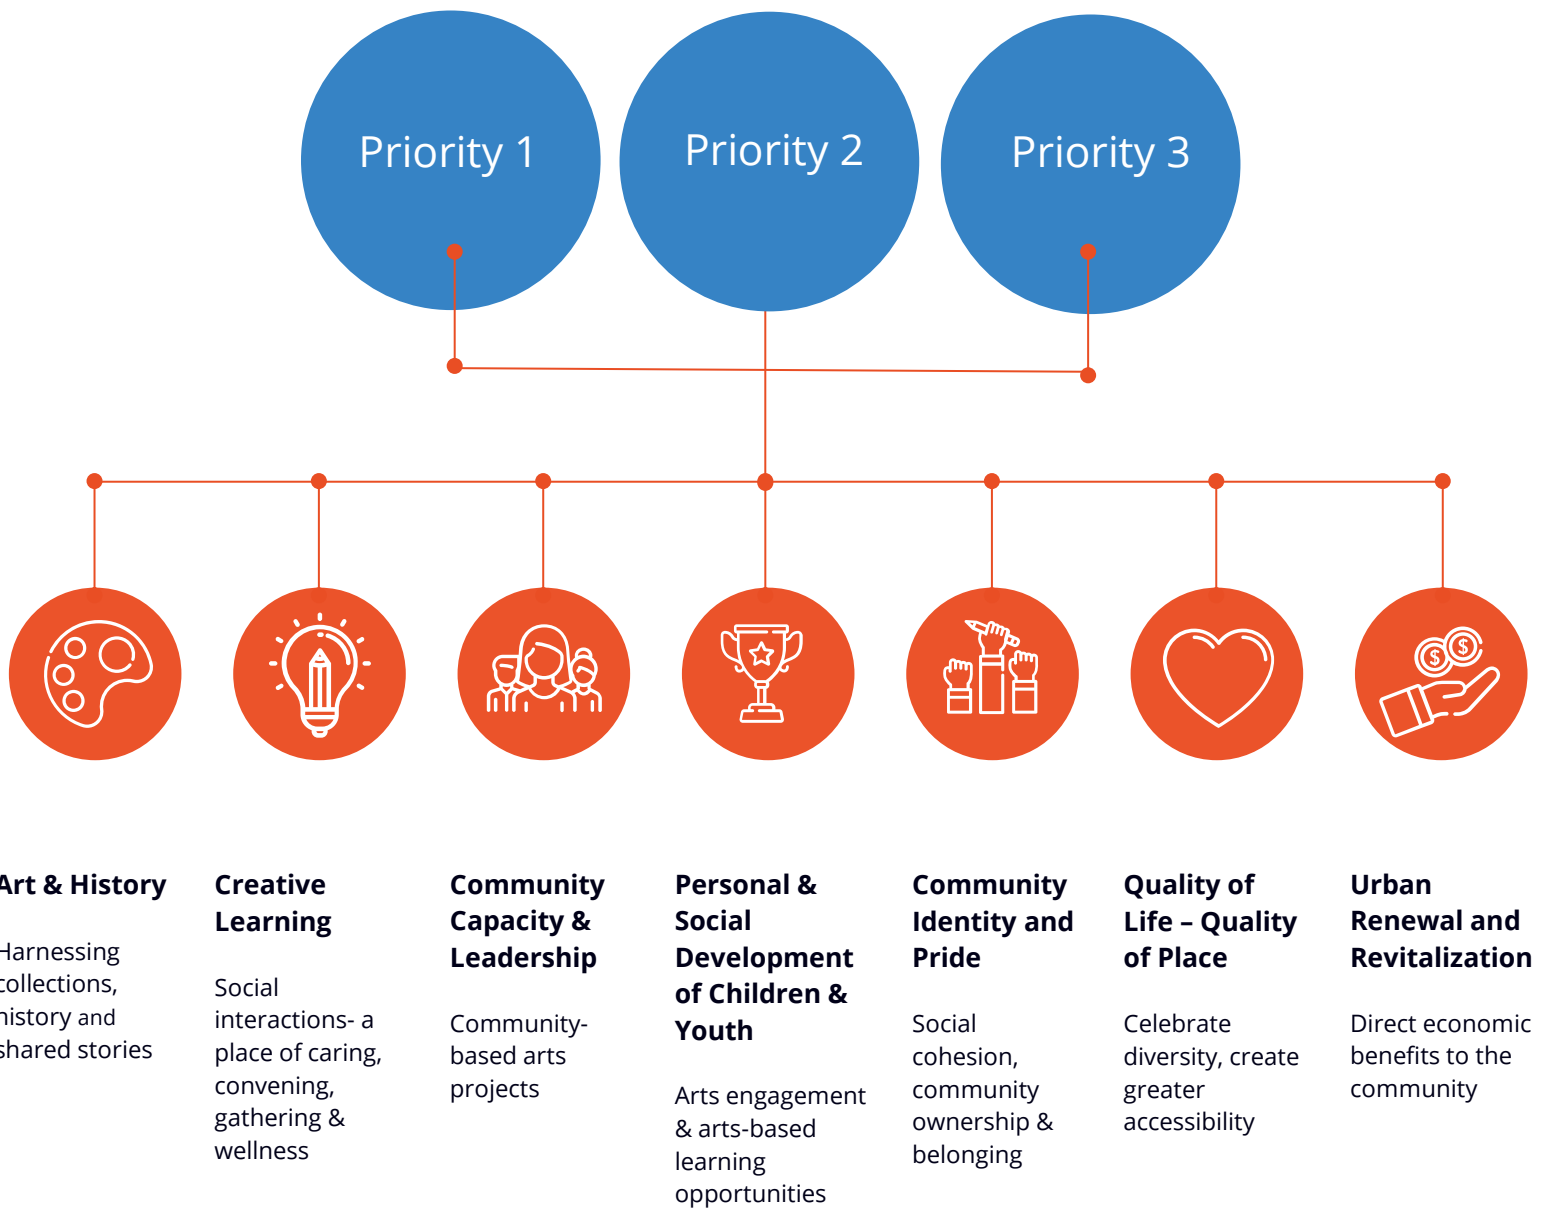 Priority 1
Priority 2
Priority 3
$
$
Art & History
Harnessing
collections,
history and
shared stories
Creative
Learning
Social
interactions- a
place of caring,
convening,
gathering &
wellness
Community
Capacity &
Leadership
Community-
based arts
projects
Personal &
Social
Development
of Children &
Youth
Arts engagement
& arts-based
learning
opportunities
Community
Identity and
Pride
Social
cohesion,
community
ownership &
belonging
Quality of
Life – Quality
of Place
Celebrate
diversity, create
greater
accessibility
Urban
Renewal and
Revitalization
Direct economic
benefits to the
community